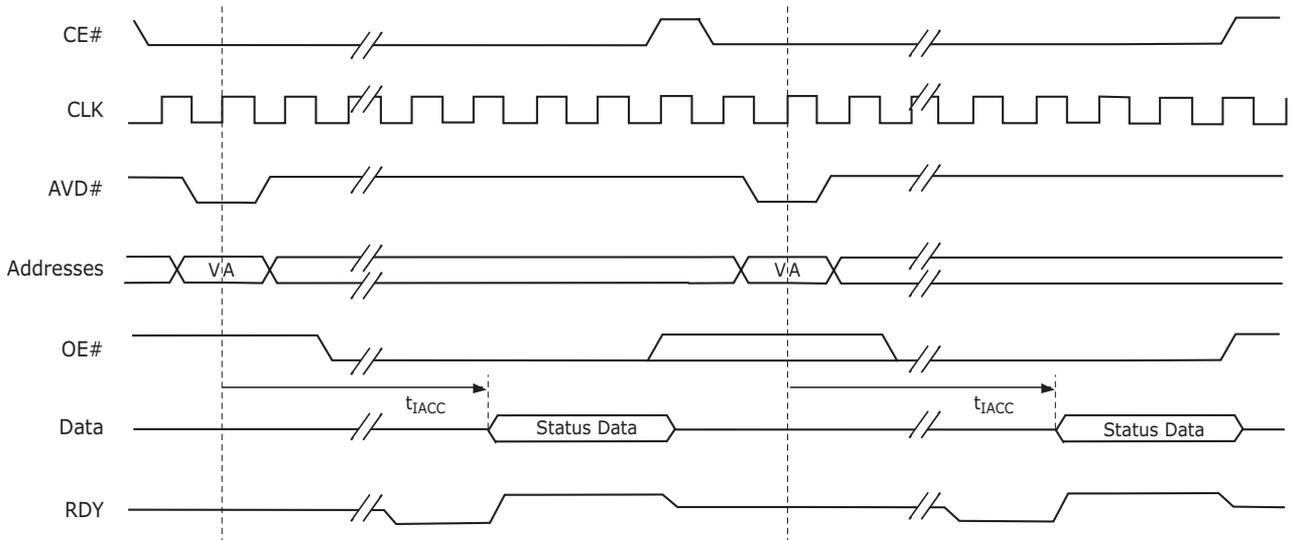 CE#
CLK
AVD#
Addresses
VA
VA
OE#
tIACC
tIACC
Data
Status Data
Status Data
RDY